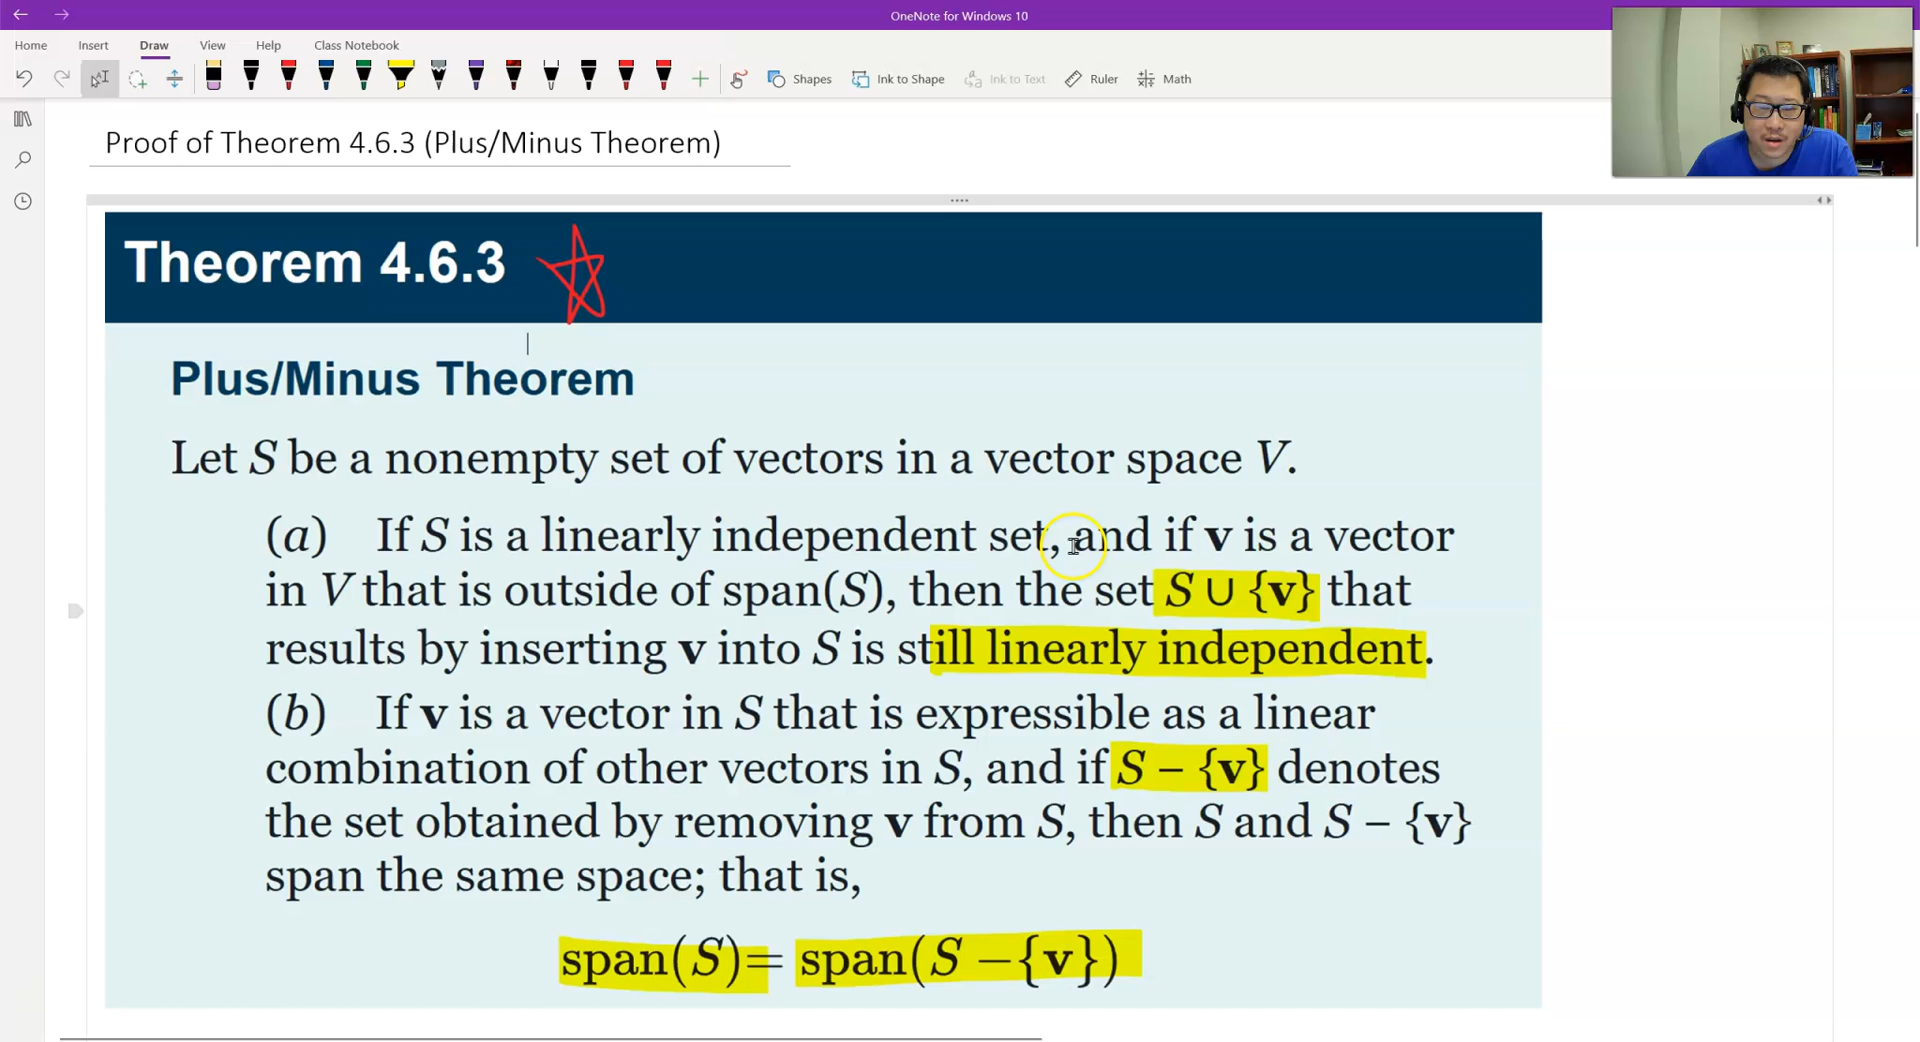 OneNote for Windows 10
Home Insert Draw View Help Class Notebook
Shapes Ink to Shape Ink to Text Ruler Math
Proof of Theorem 4.6.3 (Plus/Minus Theorem)
Theorem 4.6.3
Plus/Minus Theorem
Let S be a nonempty set of vectors in a vector space V.
(a) If S is a linearly independent set, and if v is a vector
in V that is outside of span(S), then the set S ∪ {v} that
results by inserting v into S is still linearly independent.
(b) If v is a vector in S that is expressible as a linear
combination of other vectors in S, and if S − {v} denotes
the set obtained by removing v from S, then S and S − {v}
span the same space; that is,
span(S)= span(S −{v})